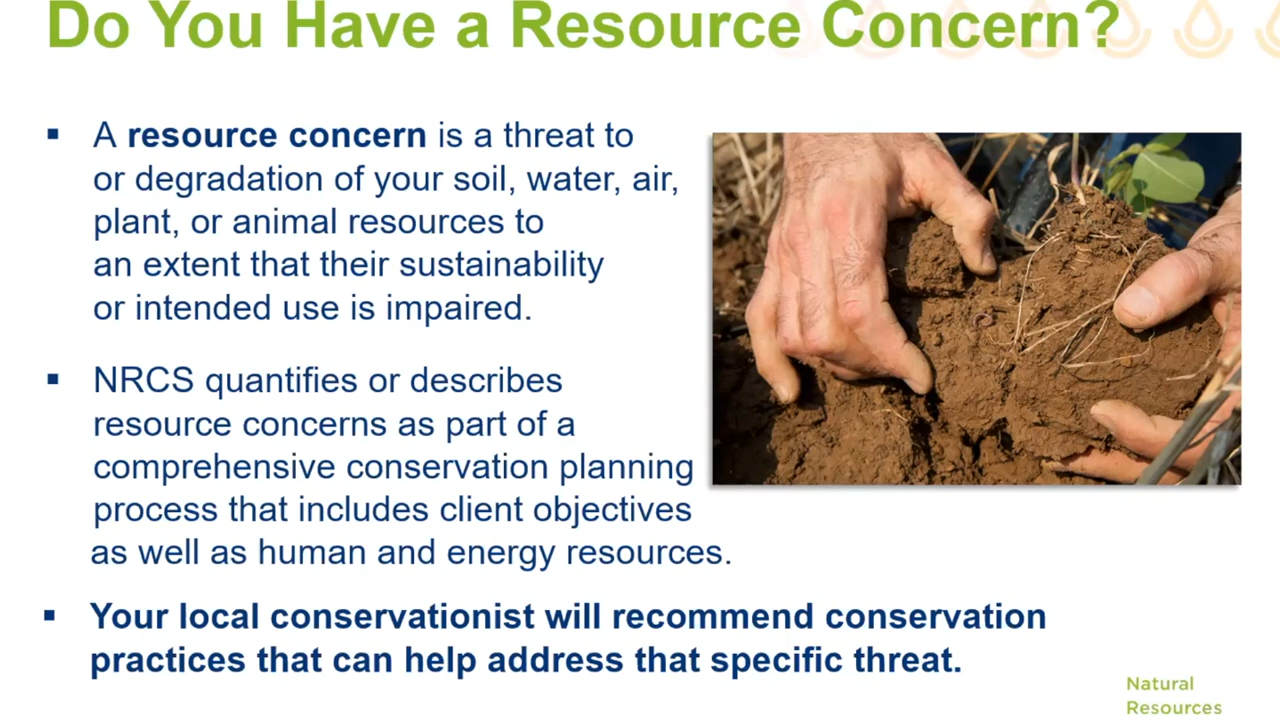 Do You Have a Resource Concern?
▪ A resource concern is a threat to
or degradation of your soil, water, air,
plant, or animal resources to
an extent that their sustainability
or intended use is impaired.
▪ NRCS quantifies or describes
resource concerns as part of a
comprehensive conservation planning
process that includes client objectives
as well as human and energy resources.
▪ Your local conservationist will recommend conservation
practices that can help address that specific threat.
Natural
Resources